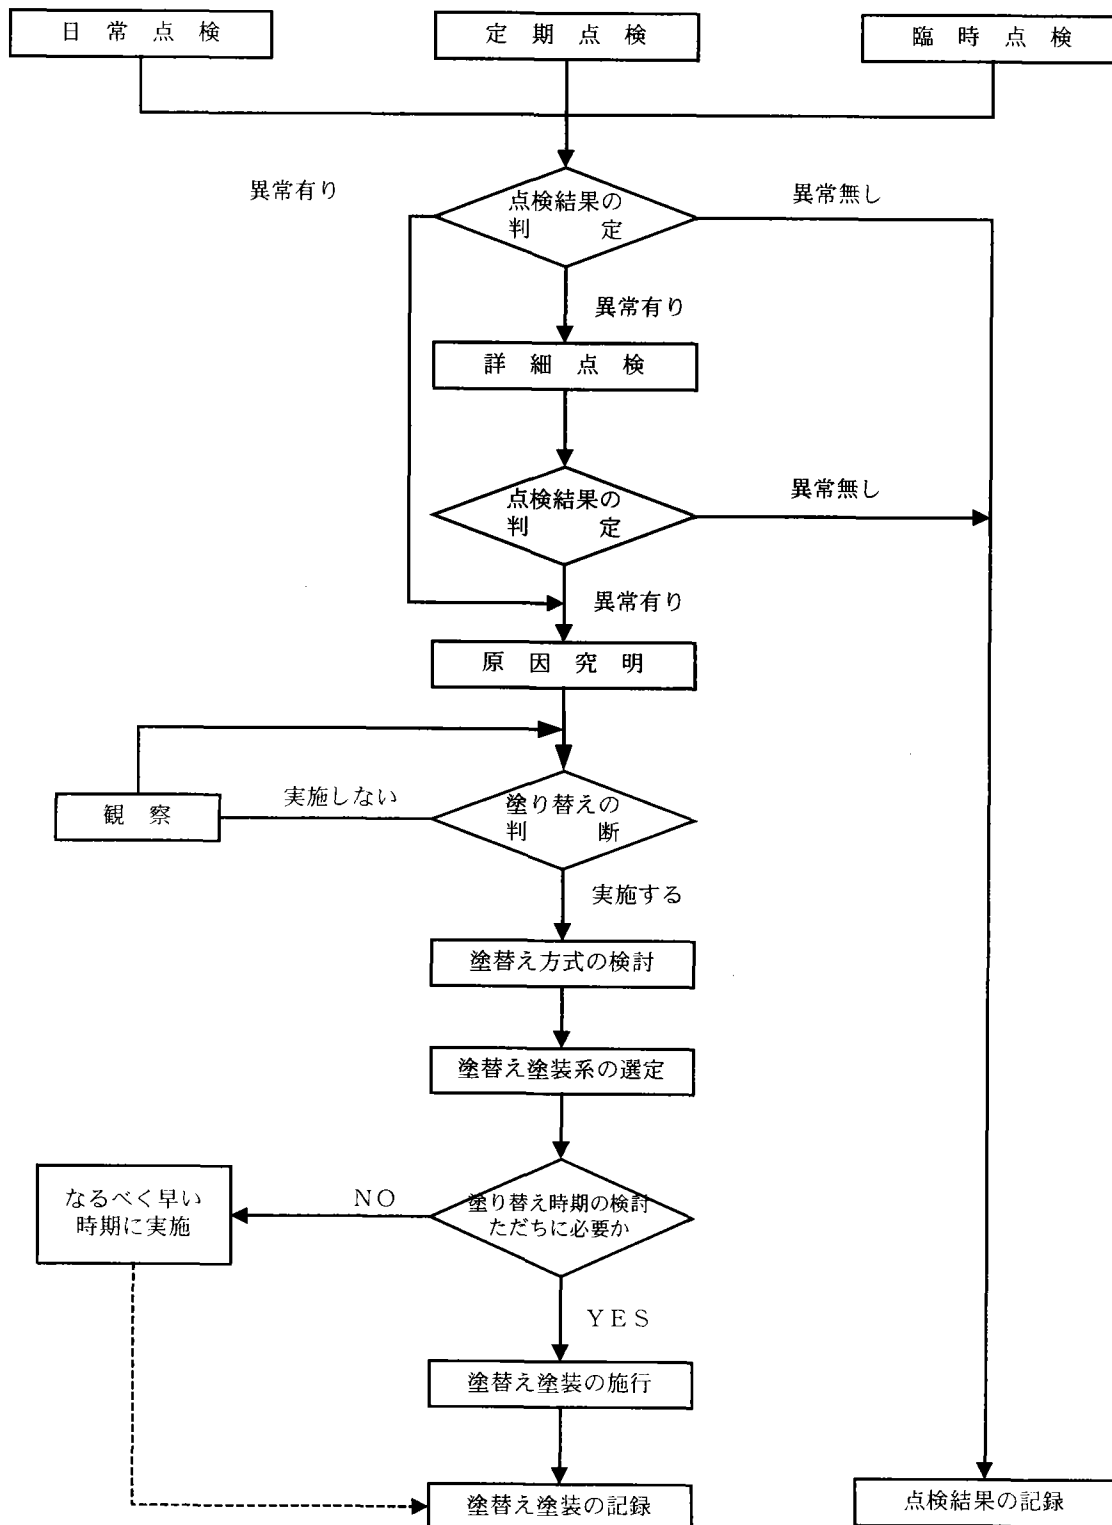 日常点検
定期点検
臨時点検
異常有り
点検結果の
判定
異常無し
異常有り
詳細点検
点検結果の
判定
異常無し
異常有り
原因究明
観察
実施しない
塗り替えの
判断
実施する
塗替え方式の検討
塗替え塗装系の選定
なるべく早い
時期に実施
NO
塗り替え時期の検討
ただちに必要か
YES
塗替え塗装の施行
塗替え塗装の記録
点検結果の記録